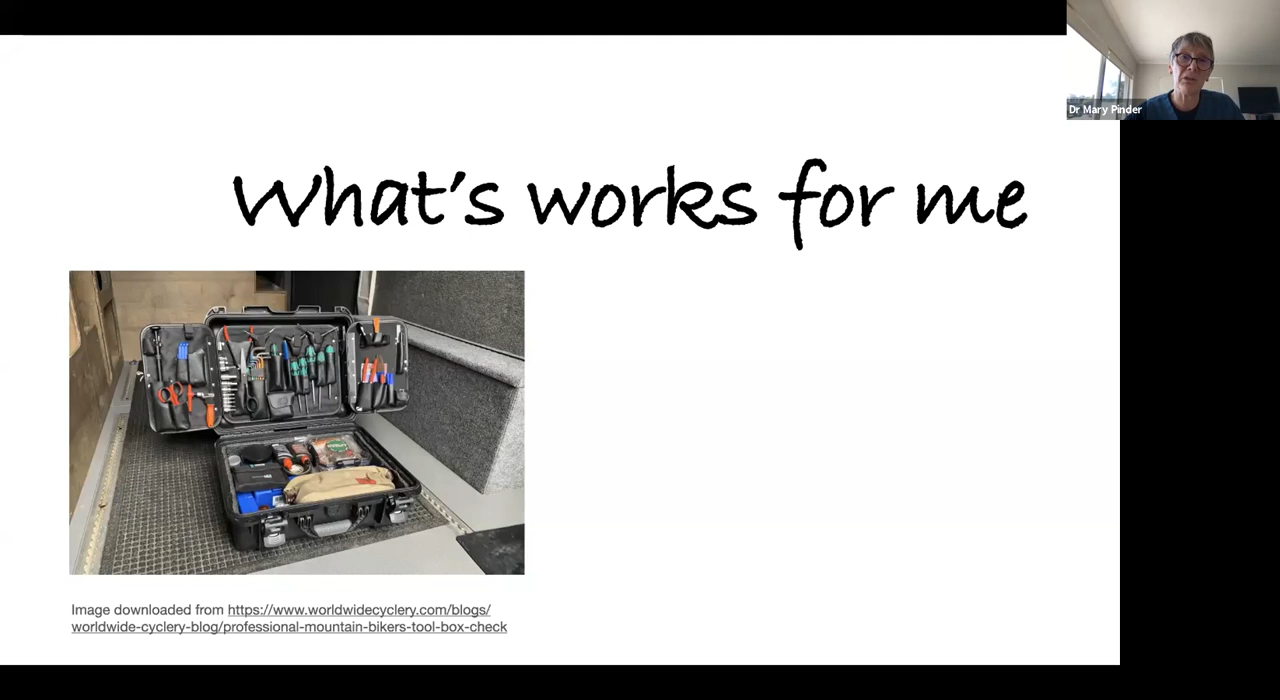 Dr Mary Pinder
What's works for me
Image downloaded from https://www.worldwidecyclery.com/blogs/
worldwide-cyclery-blog/professional-mountain-bikers-tool-box-check